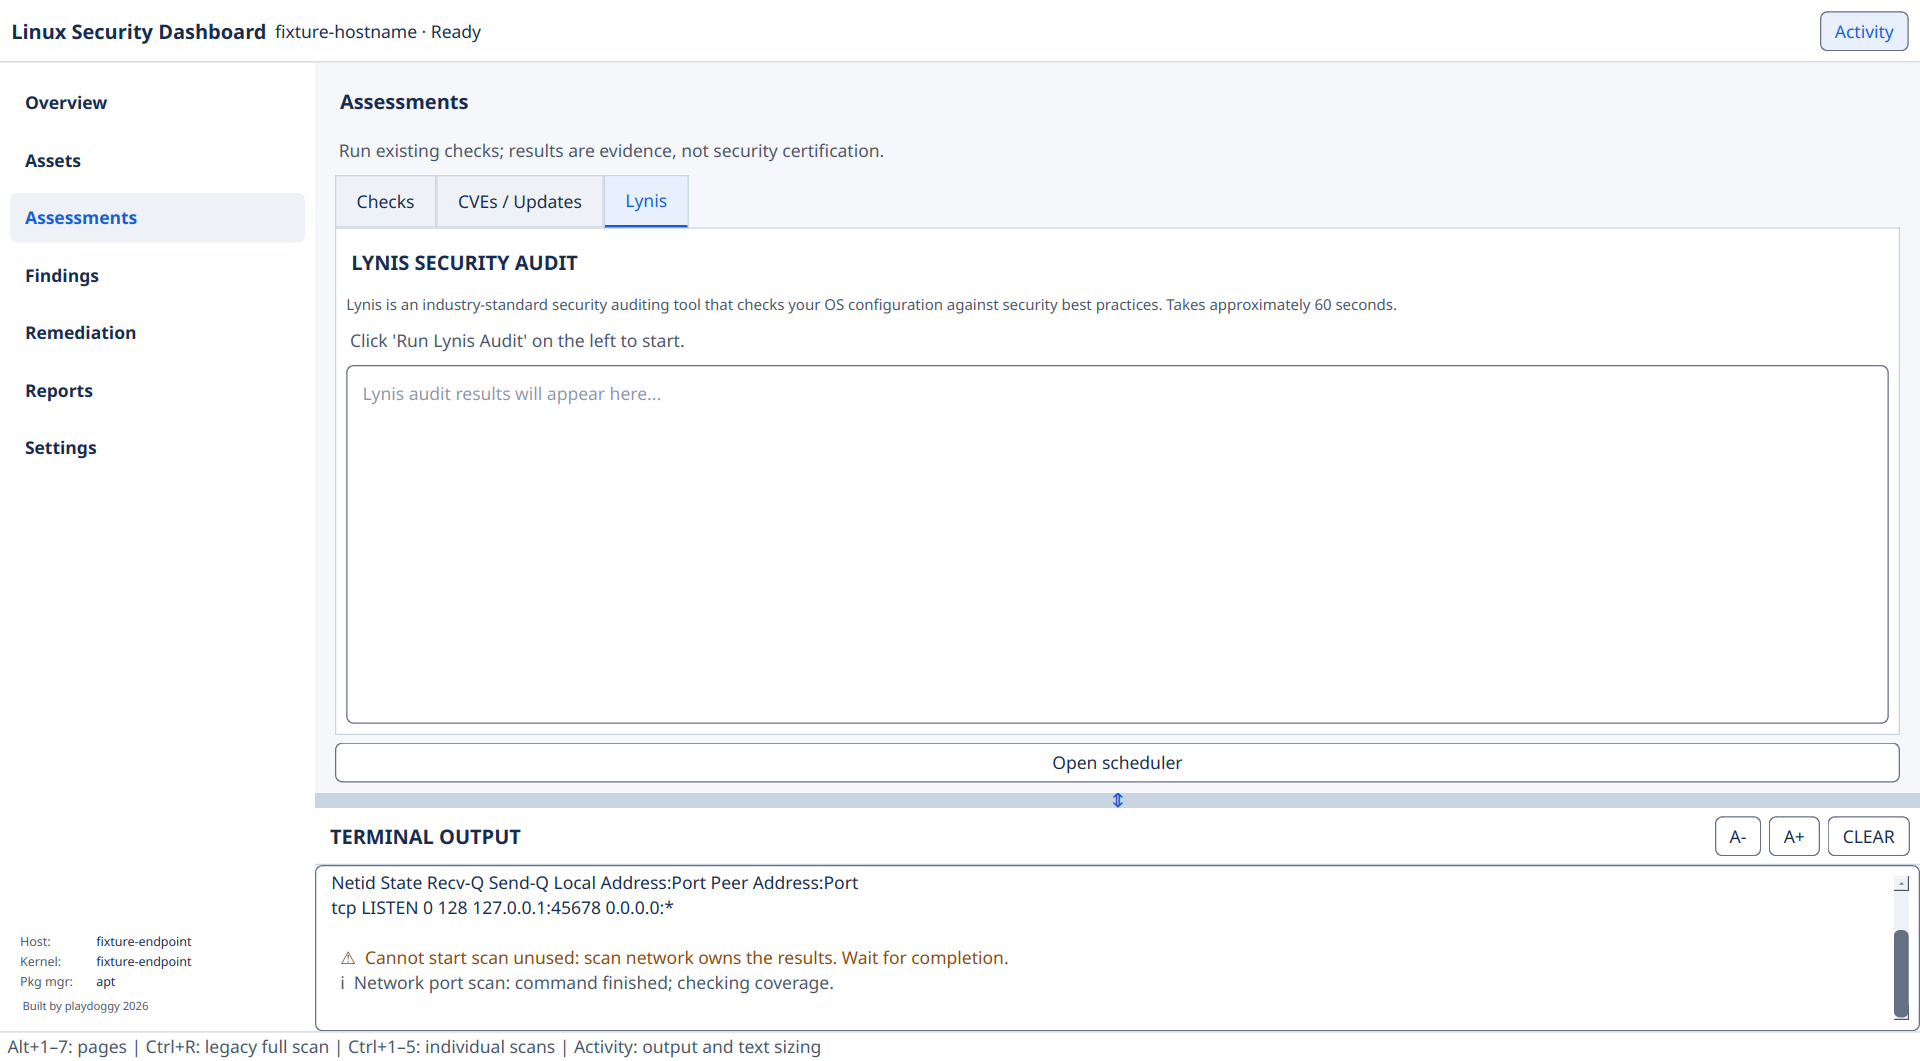 Linux Security Dashboard fixture-hostname · Ready
Activity
Overview
Assets
Assessments
Findings
Remediation
Reports
Settings
Host: fixture-endpoint
Kernel: fixture-endpoint
Pkg mgr: apt
Built by playdoggy 2026
Assessments
Run existing checks; results are evidence, not security certification.
Checks CVEs / Updates Lynis
LYNIS SECURITY AUDIT
Lynis is an industry-standard security auditing tool that checks your OS configuration against security best practices. Takes approximately 60 seconds.
Click 'Run Lynis Audit' on the left to start.
Lynis audit results will appear here...
Open scheduler
TERMINAL OUTPUT
A- A+ CLEAR
Netid State Recv-Q Send-Q Local Address:Port Peer Address:Port
tcp LISTEN 0 128 127.0.0.1:45678 0.0.0.0:*
⚠ Cannot start scan unused: scan network owns the results. Wait for completion.
i Network port scan: command finished; checking coverage.
Alt+1–7: pages | Ctrl+R: legacy full scan | Ctrl+1–5: individual scans | Activity: output and text sizing